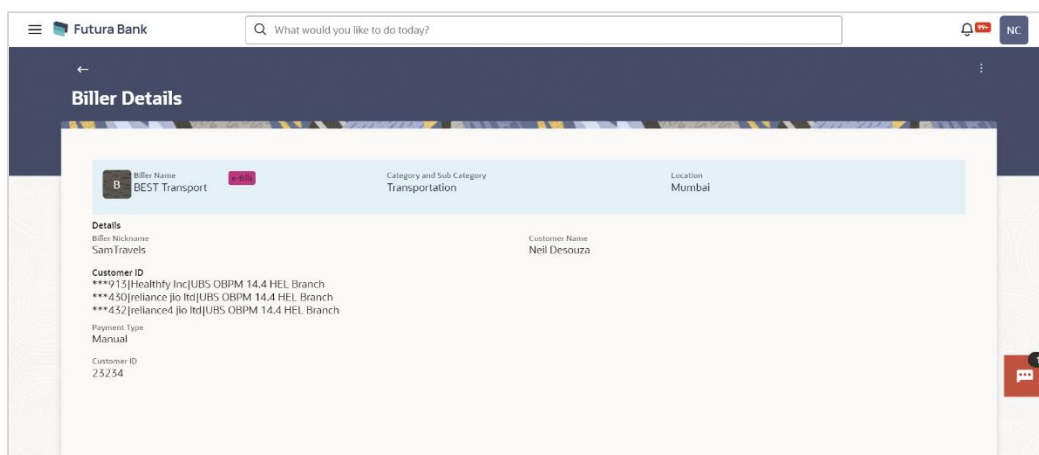 Futura Bank
What would you like to do today?
99+
NC
Biller Details
B
Biller Name
BEST Transport
e-Bills
Category and Sub Category
Transportation
Location
Mumbai
Details
Biller Nickname
SamTravels
Customer Name
Neil Desouza
Customer ID
***913|Healthfy Inc|UBS OBPM 14.4 HEL Branch
***430|reliance jio ltd|UBS OBPM 14.4 HEL Branch
***432|reliance4 jio ltd|UBS OBPM 14.4 HEL Branch
Payment Type
Manual
Customer ID
23234